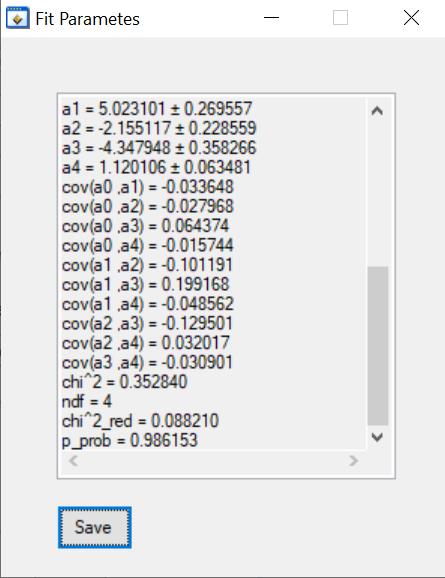 Fit Parametes
a1 = 5.023101 ± 0.269557
a2 = -2.155117 ± 0.228559
a3 = -4.347948 ± 0.358266
a4 = 1.120106 ± 0.063481
cov(a0 ,a1) = -0.033648
cov(a0 ,a2) = -0.027968
cov(a0 ,a3) = 0.064374
cov(a0 ,a4) = -0.015744
cov(a1 ,a2) = -0.101191
cov(a1 ,a3) = 0.199168
cov(a1 ,a4) = -0.048562
cov(a2 ,a3) = -0.129501
cov(a2 ,a4) = 0.032017
cov(a3 ,a4) = -0.030901
chi^2 = 0.352840
ndf = 4
chi^2_red = 0.088210
p_prob = 0.986153
Save